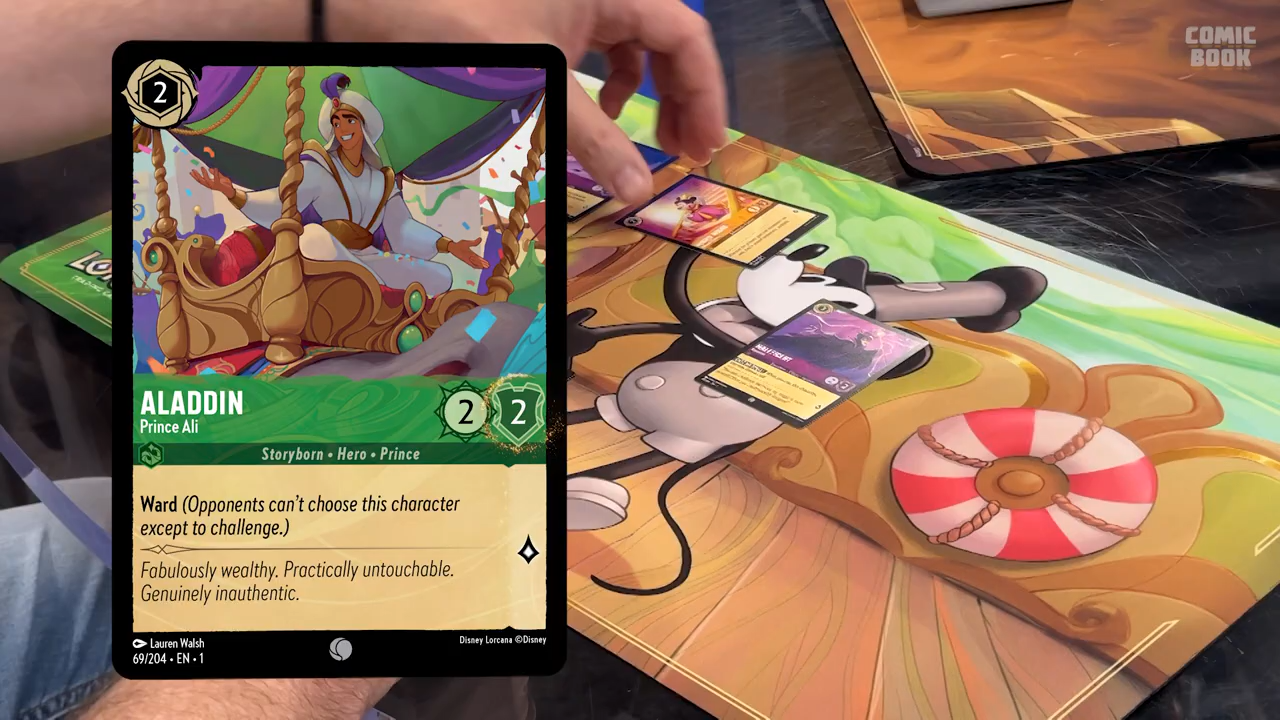 COMIC
BOOK
2
ALADDIN
Prince Ali
2
2
Storyborn • Hero • Prince
Ward (Opponents can't choose this character
except to challenge.)
Fabulously wealthy. Practically untouchable.
Genuinely inauthentic.
Lauren Walsh
Disney Lorcana ©Disney
69/204 • EN • 1
MALEFICENT